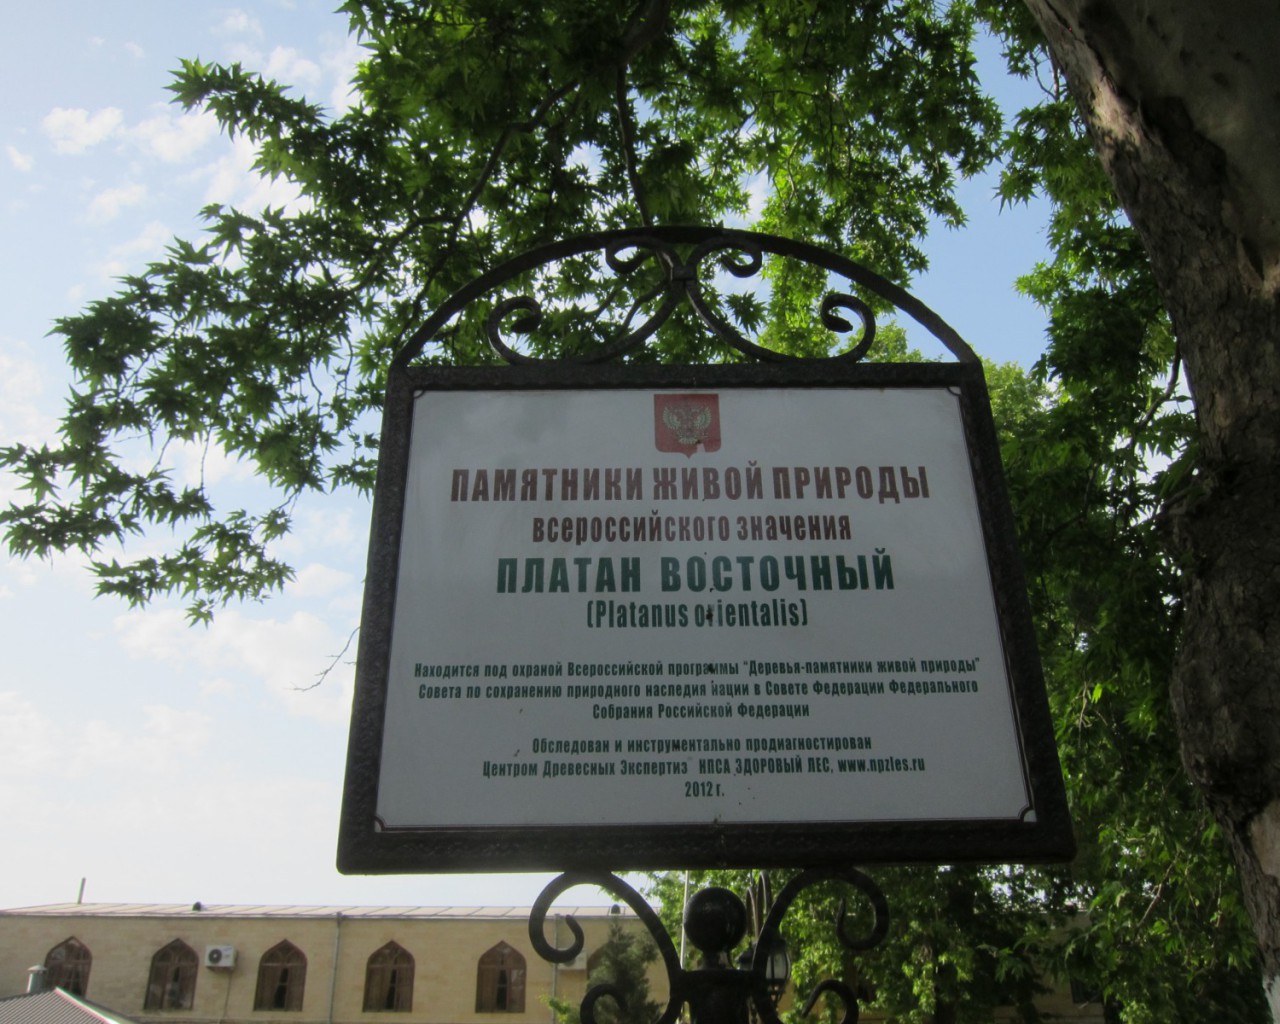 ПАМЯТНИКИ ЖИВОЙ ПРИРОДЫ
ВСЕРОССИЙСКОГО ЗНАЧЕНИЯ
ПЛАТАН ВОСТОЧНЫЙ
(Platanus orientalis)
Находится под охраной Всероссийской программы "Деревья-памятники живой природы"
Совета по сохранению природного наследия нации в Совете Федерации Федерального
Собрания Российской Федерации
Обследован и инструментально продиагностирован
Центром Древесных Экспертиз НПСА ЗДОРОВЫЙ ЛЕС, www.npzles.ru
2012 г.